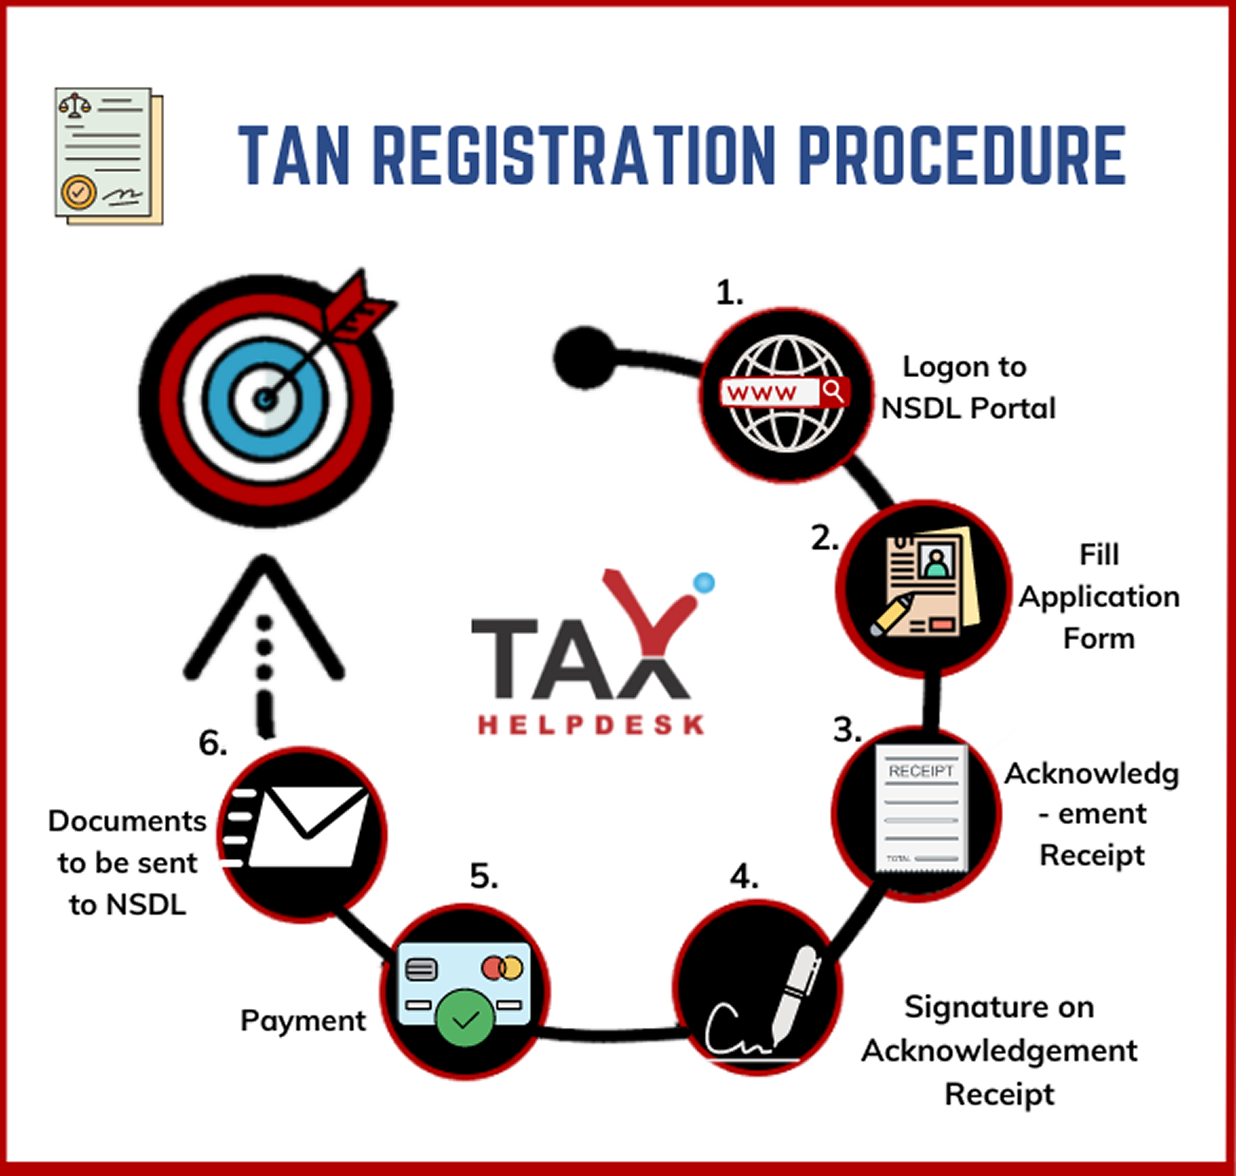 TAN REGISTRATION PROCEDURE
1.
www
Logon to
NSDL Portal
2.
Fill
Application
Form
3.
RECEIPT
TOTAL
Acknowledg
- ement
Receipt
4.
Signature on
Acknowledgement
Receipt
5.
Payment
6.
Documents
to be sent
to NSDL
TAX
HELPDESK